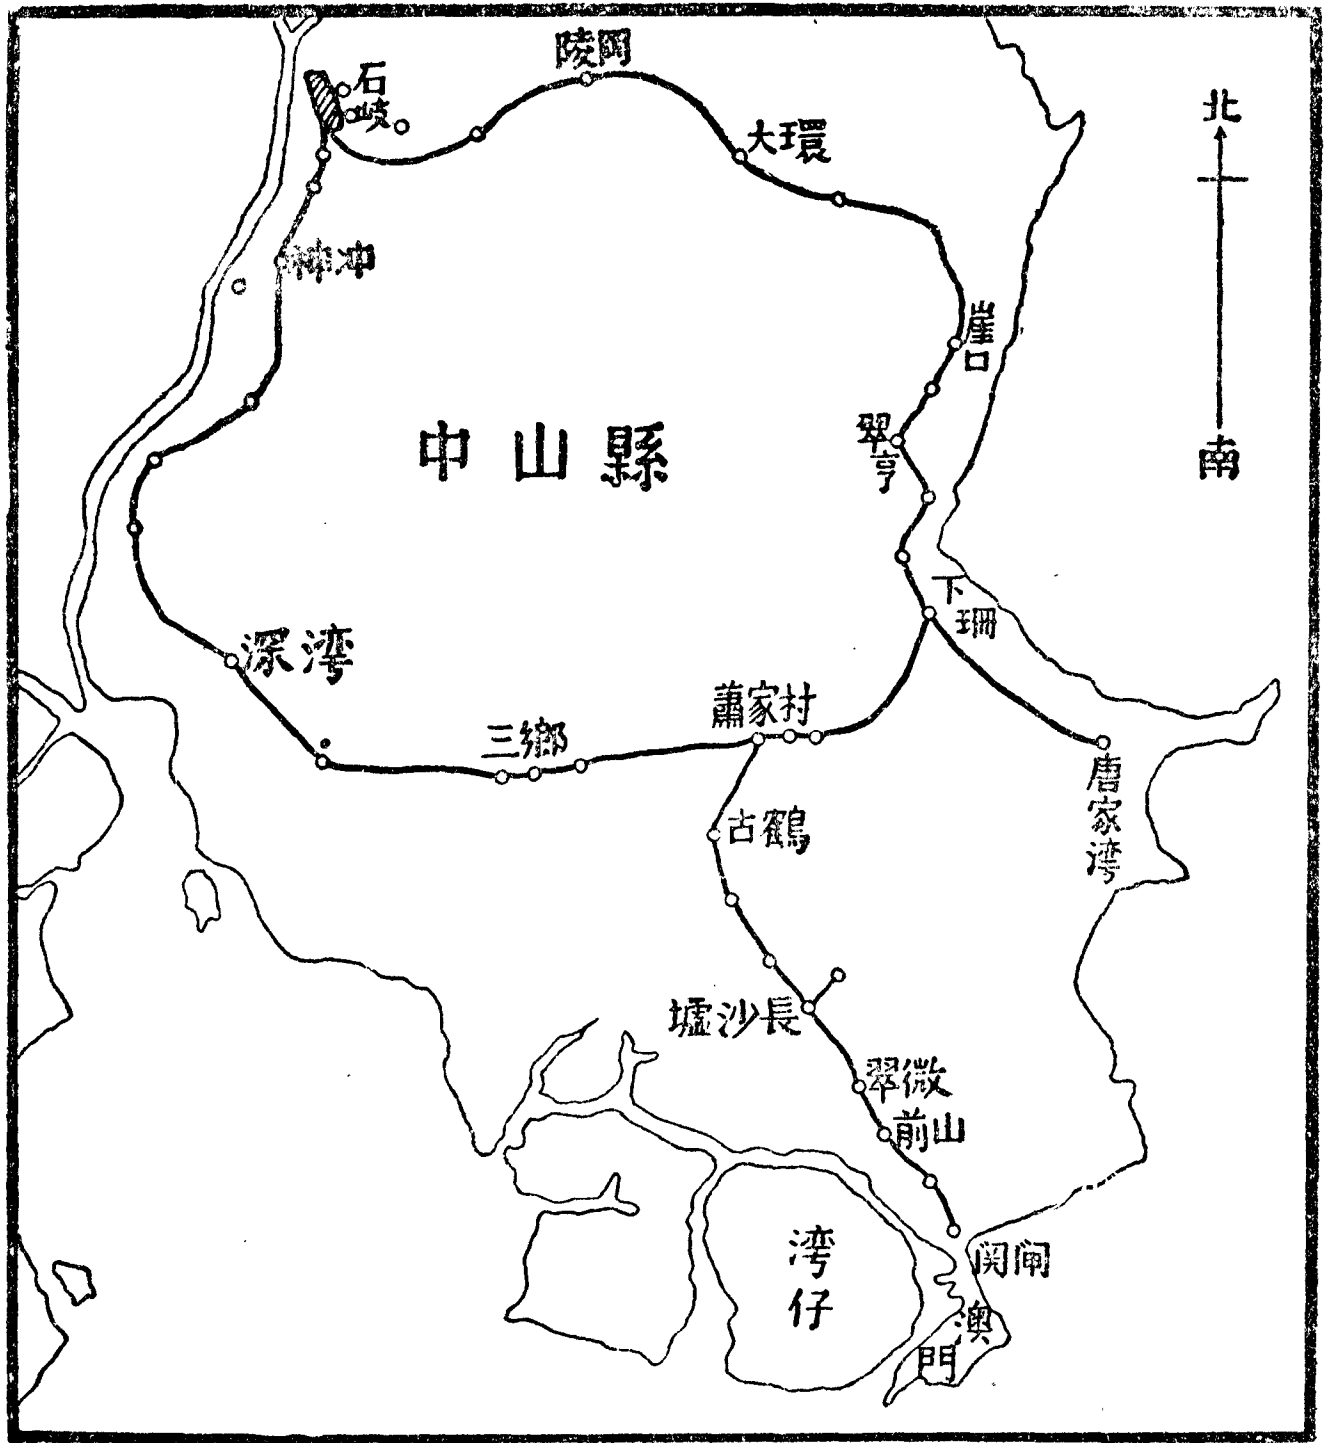 陵岡
石
岐
大環
北
沖
崖
口
中山縣
翠
亨
南
下
珊
深湾
蕭家村
三鄉
唐
家
湾
古鶴
墟沙長
翠微
前山
湾
仔
関闸
澳
門